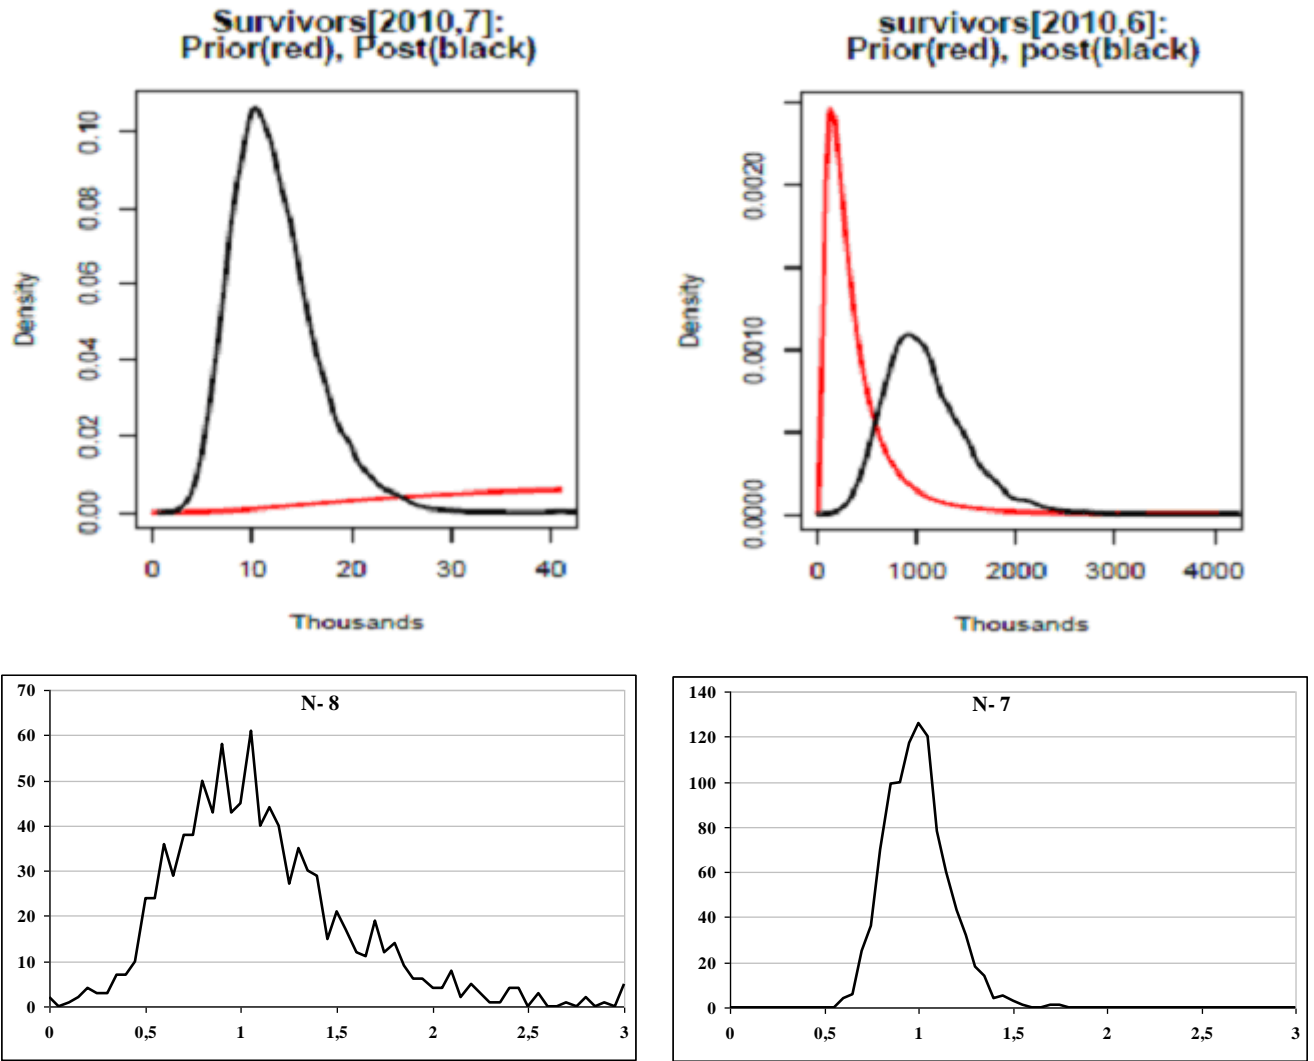 Survivors[2010,7]:
Prior(red), Post(black)
Density
0.10
0.08
0.06
0.04
0.02
0.00
0 10 20 30 40
Thousands
survivors[2010,6]:
Prior(red), post(black)
Density
0.0020
0.0010
0.0000
0 1000 2000 3000 4000
Thousands
N- 8
70
60
50
40
30
20
10
0
0 0,5 1 1,5 2 2,5 3
N- 7
140
120
100
80
60
40
20
0
0 0,5 1 1,5 2 2,5 3